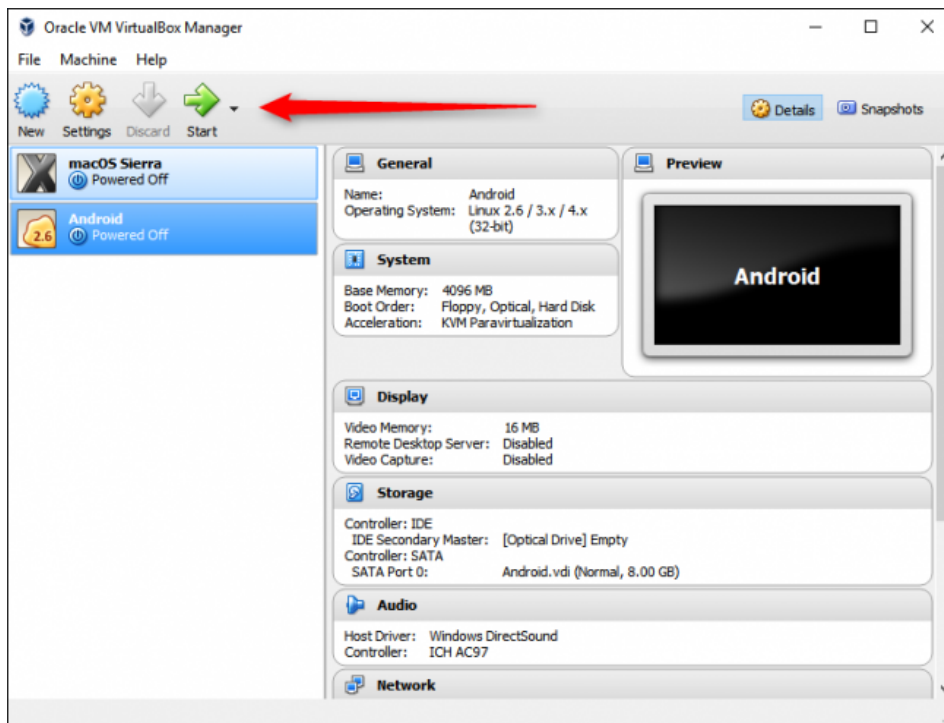 Oracle VM VirtualBox Manager
File Machine Help
New Settings Discard Start
Details Snapshots
macOS Sierra
Powered Off
2.6
Android
Powered Off
General
Name: Android
Operating System: Linux 2.6 / 3.x / 4.x
(32-bit)
Preview
Android
System
Base Memory: 4096 MB
Boot Order: Floppy, Optical, Hard Disk
Acceleration: KVM Paravirtualization
Display
Video Memory: 16 MB
Remote Desktop Server: Disabled
Video Capture: Disabled
Storage
Controller: IDE
IDE Secondary Master: [Optical Drive] Empty
Controller: SATA
SATA Port 0: Android.vdi (Normal, 8.00 GB)
Audio
Host Driver: Windows DirectSound
Controller: ICH AC97
Network